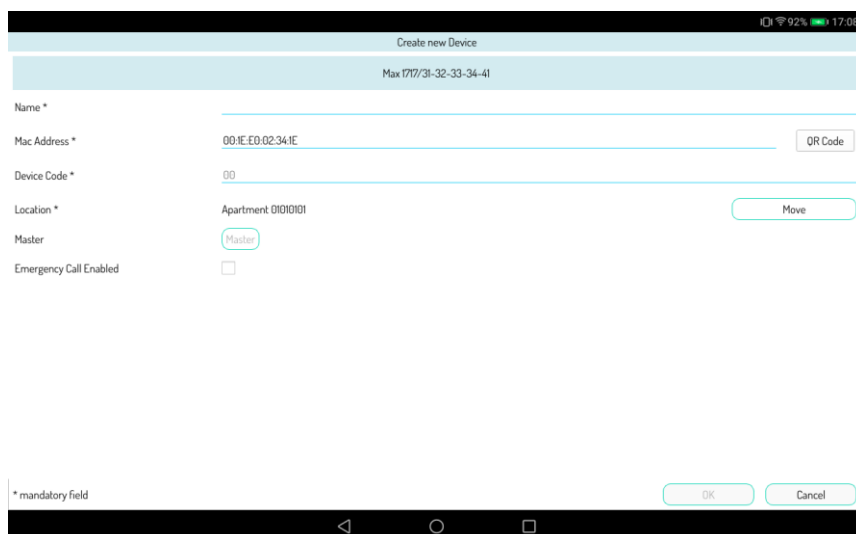 92% 17:08
Create new Device
Max 1717/31-32-33-34-41
Name *
Mac Address * 00:1E:E0:02:34:1E QR Code
Device Code * 00
Location * Apartment 01010101 Move
Master Master
Emergency Call Enabled
* mandatory field OK Cancel